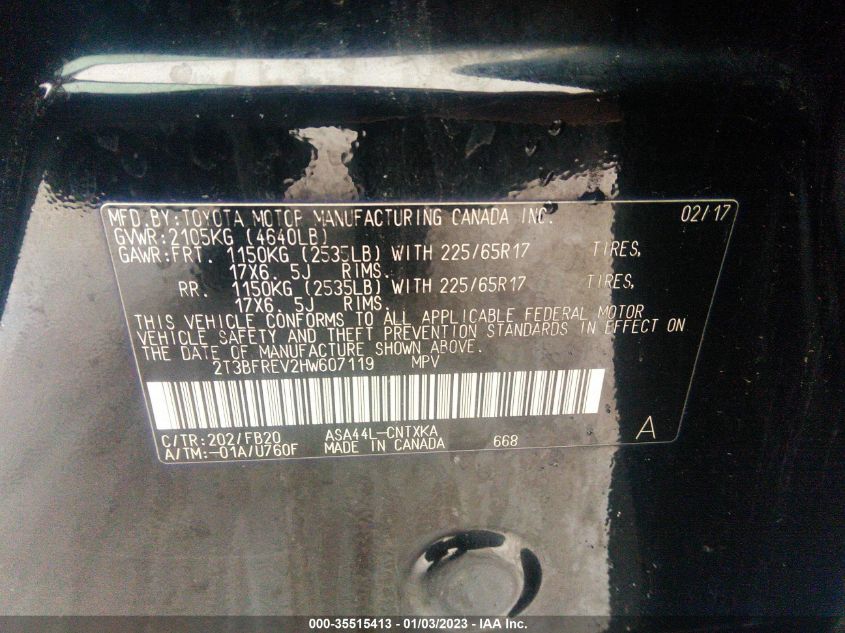 MFD.BY:TOYOTA MOTOR MANUFACTURING CANADA INC. 02/17
GVWR:2105KG (4640LB)
GAWR:FRT. 1150KG (2535LB) WITH 225/65R17 TIRES,
17X6. 5J RIMS.
RR. 1150KG (2535LB) WITH 225/65R17 TIRES,
17X6. 5J RIMS.
THIS VEHICLE CONFORMS TO ALL APPLICABLE FEDERAL MOTOR
VEHICLE SAFETY AND THEFT PREVENTION STANDARDS IN EFFECT ON
THE DATE OF MANUFACTURE SHOWN ABOVE.
2T3BFREV2HW607119 MPV
C/TR:202/FB20 ASA44L-CNTXKA A
A/TM:-01A/U760F MADE IN CANADA 668
000-35515413 - 01/03/2023 - IAA Inc.